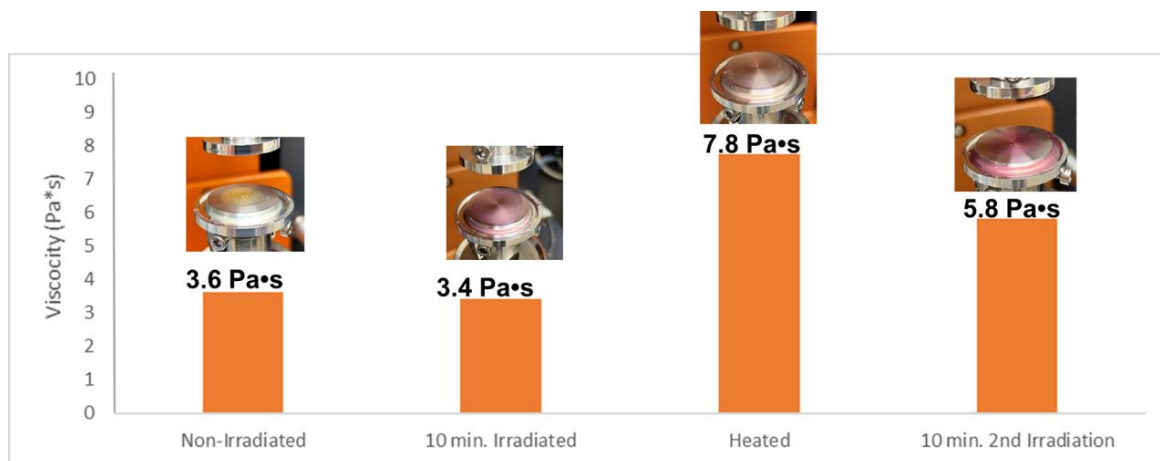 Viscocity (Pa*s)
10
9
8
7
6
5
4
3
2
1
0
3.6 Pa•s
3.4 Pa•s
7.8 Pa•s
5.8 Pa•s
Non-Irradiated
10 min. Irradiated
Heated
10 min. 2nd Irradiation